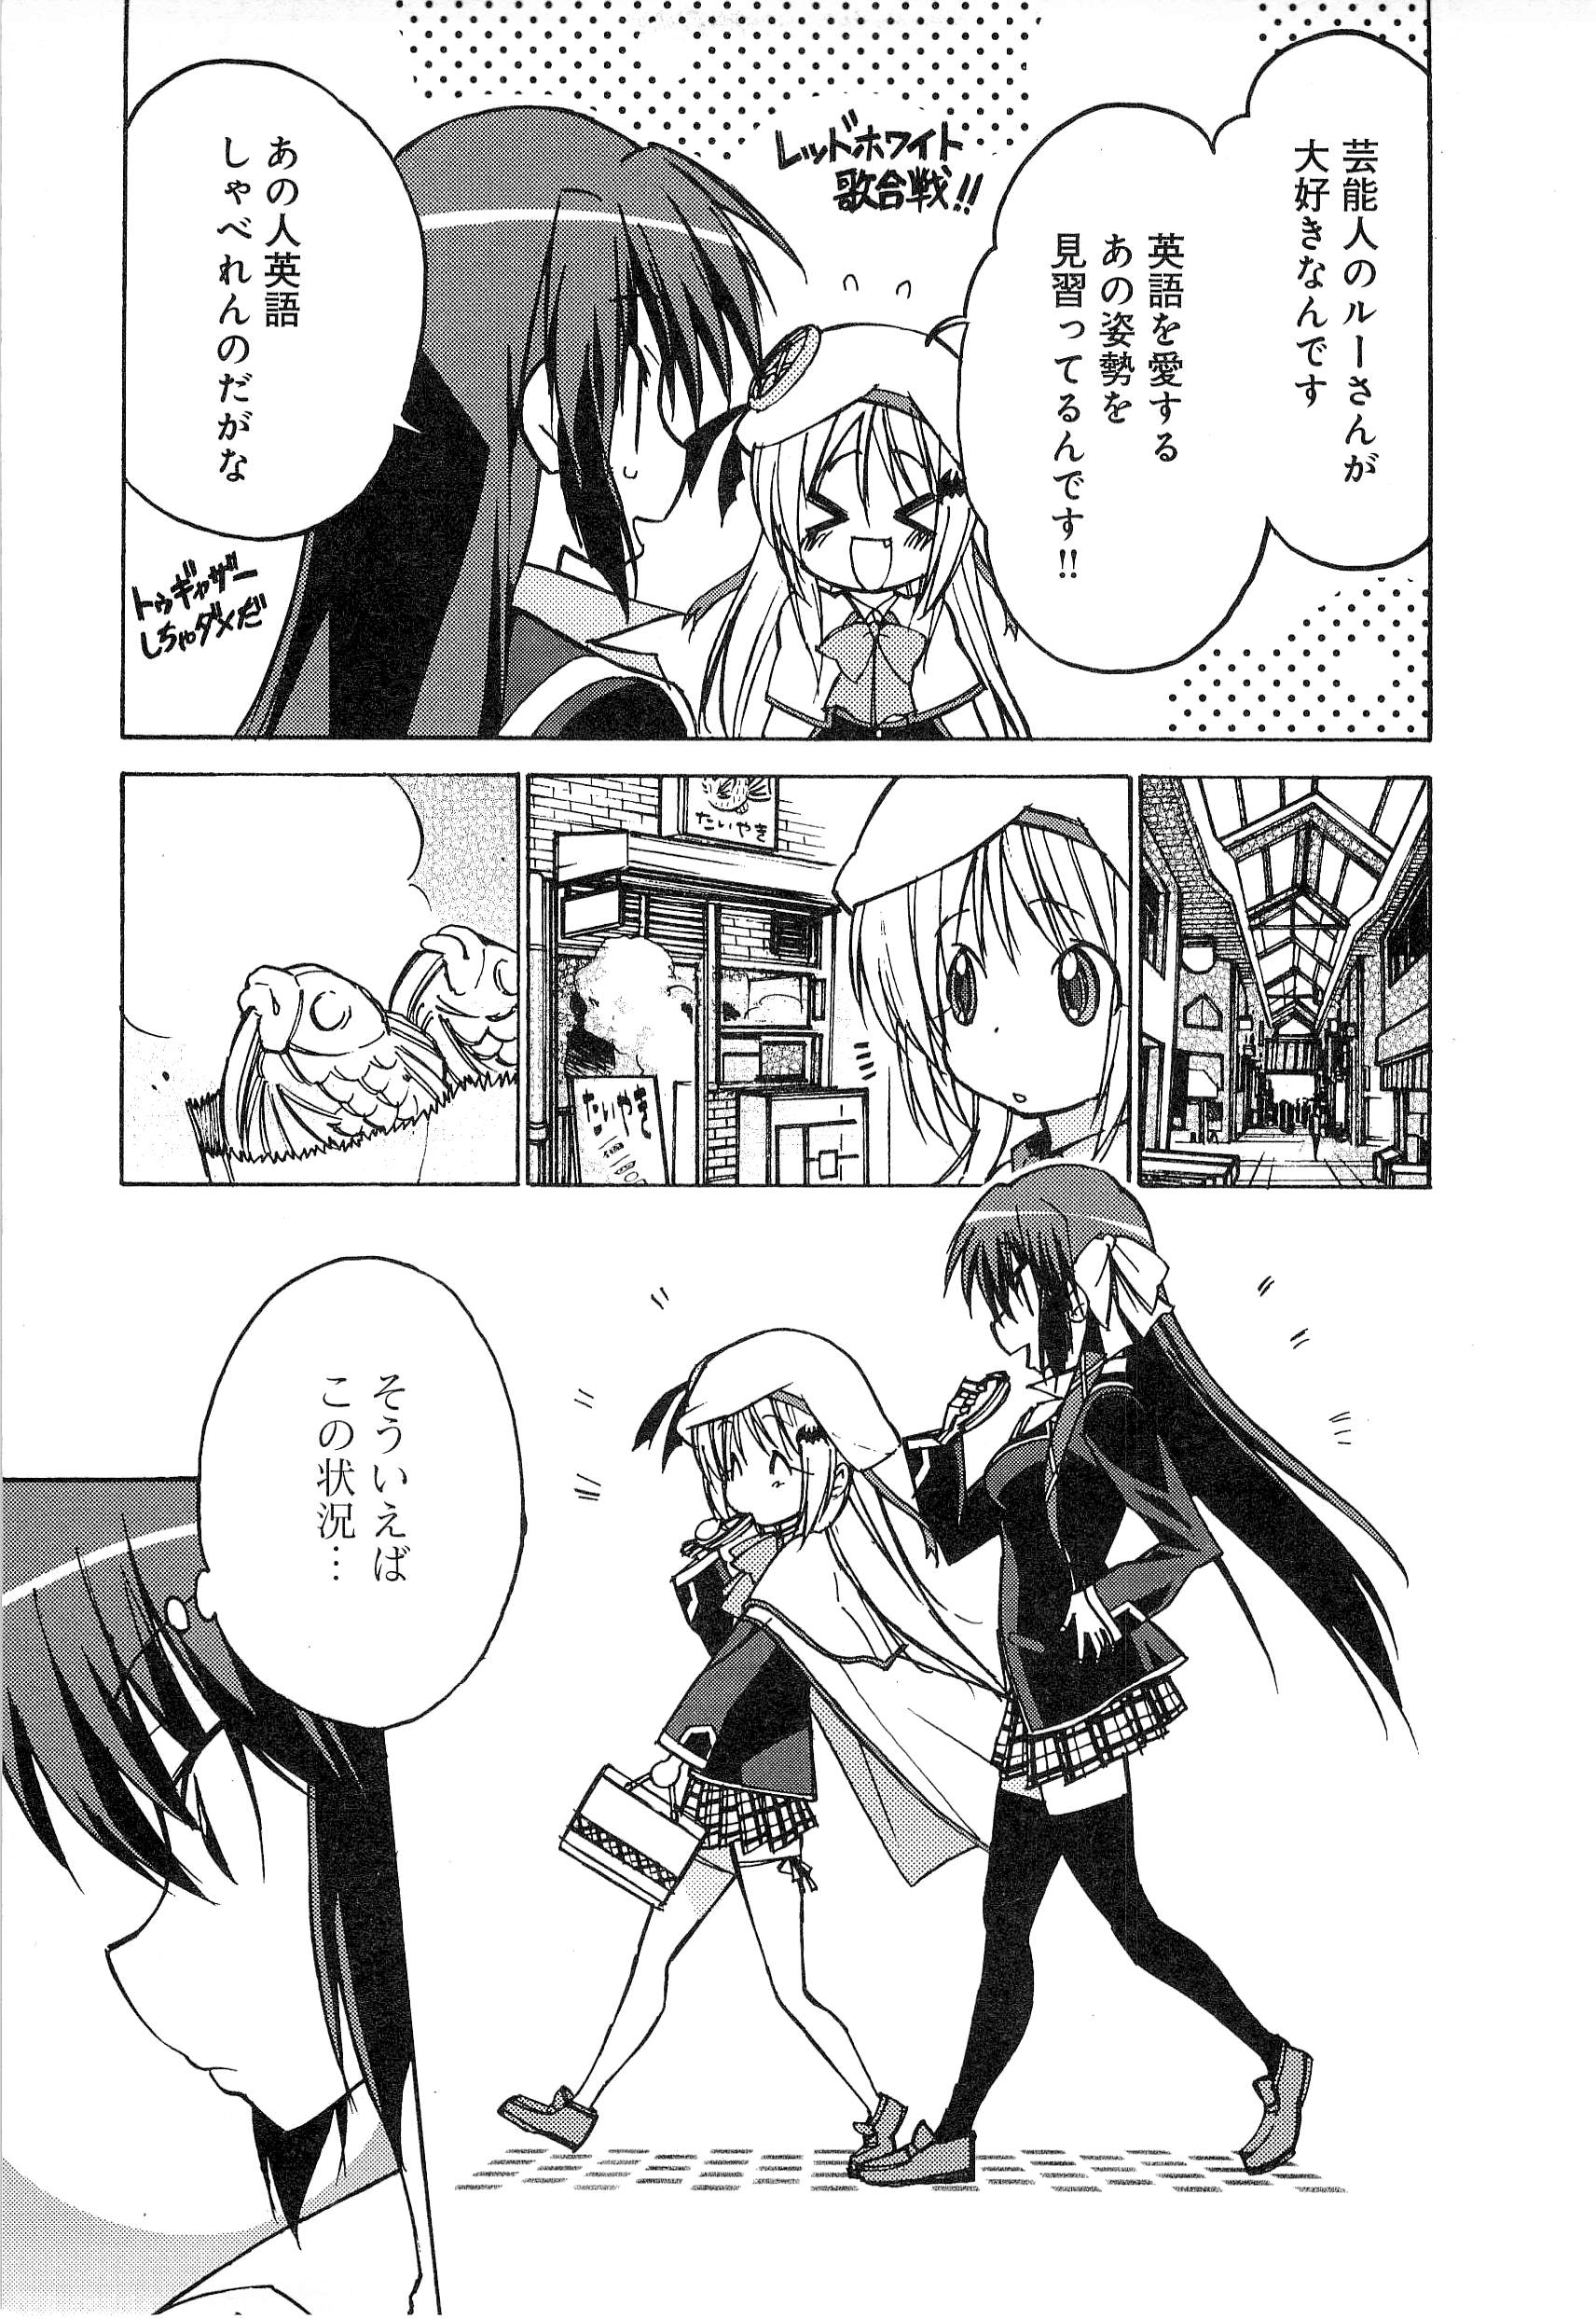 芸能人のルーさんが
大好きなんです
英語を愛する
あの姿勢を
見習ってるんです!!
レッドホワイト
歌合戦!!
あの人英語
しゃべれんのだがな
トゥギャザー
しちゃダメだ
たいやき
たいやき
そういえば
この状況…